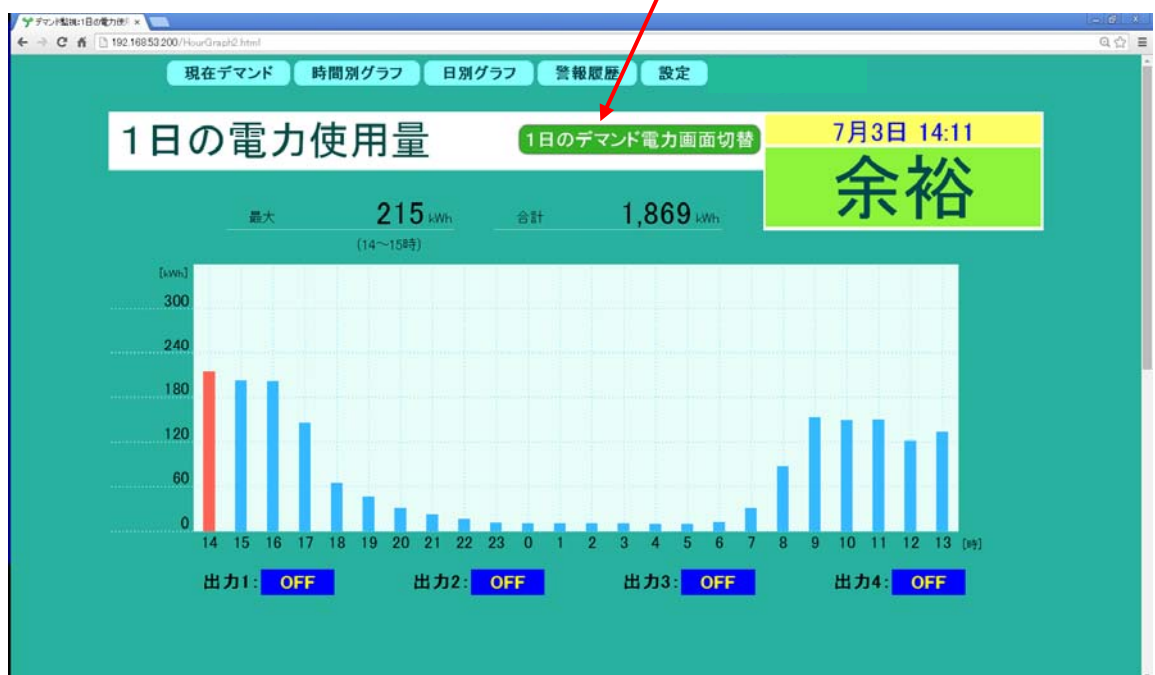 デマンド監視:1日の電力使
192.168.53.200/HourGraph2.html
現在デマンド 時間別グラフ 日別グラフ 警報履歴 設定
1日の電力使用量
1日のデマンド電力画面切替
7月3日 14:11
余裕
最大 215 kWh 合計 1,869 kWh
(14～15時)
[kWh]
300
240
180
120
60
0
14 15 16 17 18 19 20 21 22 23 0 1 2 3 4 5 6 7 8 9 10 11 12 13 [時]
出力1: OFF 出力2: OFF 出力3: OFF 出力4: OFF